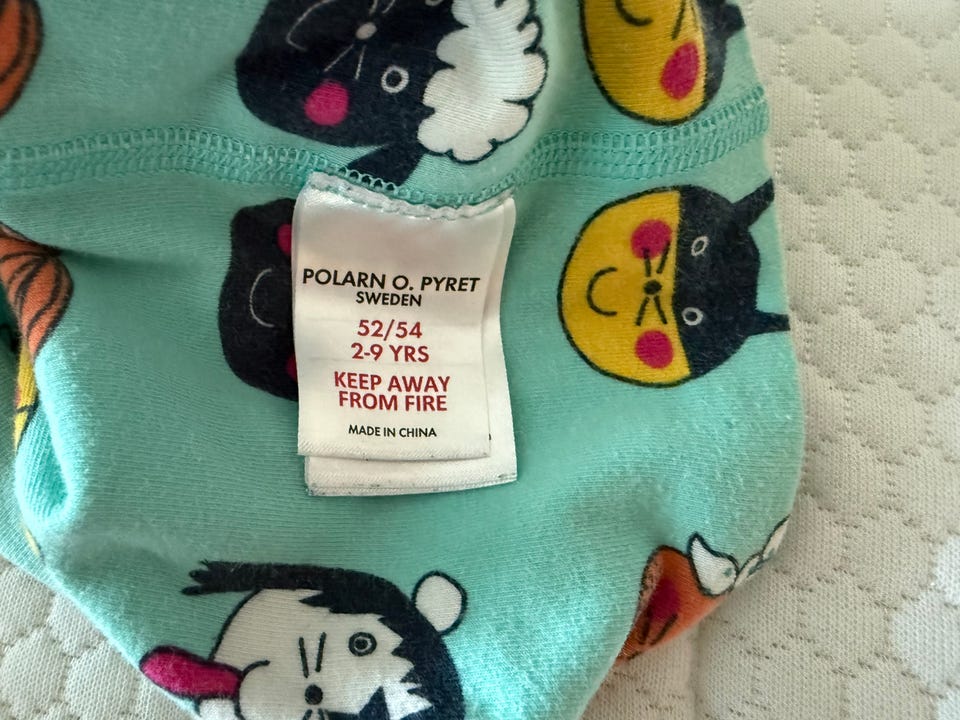 POLARN O. PYRET
SWEDEN
52/54
2-9 YRS
KEEP AWAY
FROM FIRE
MADE IN CHINA